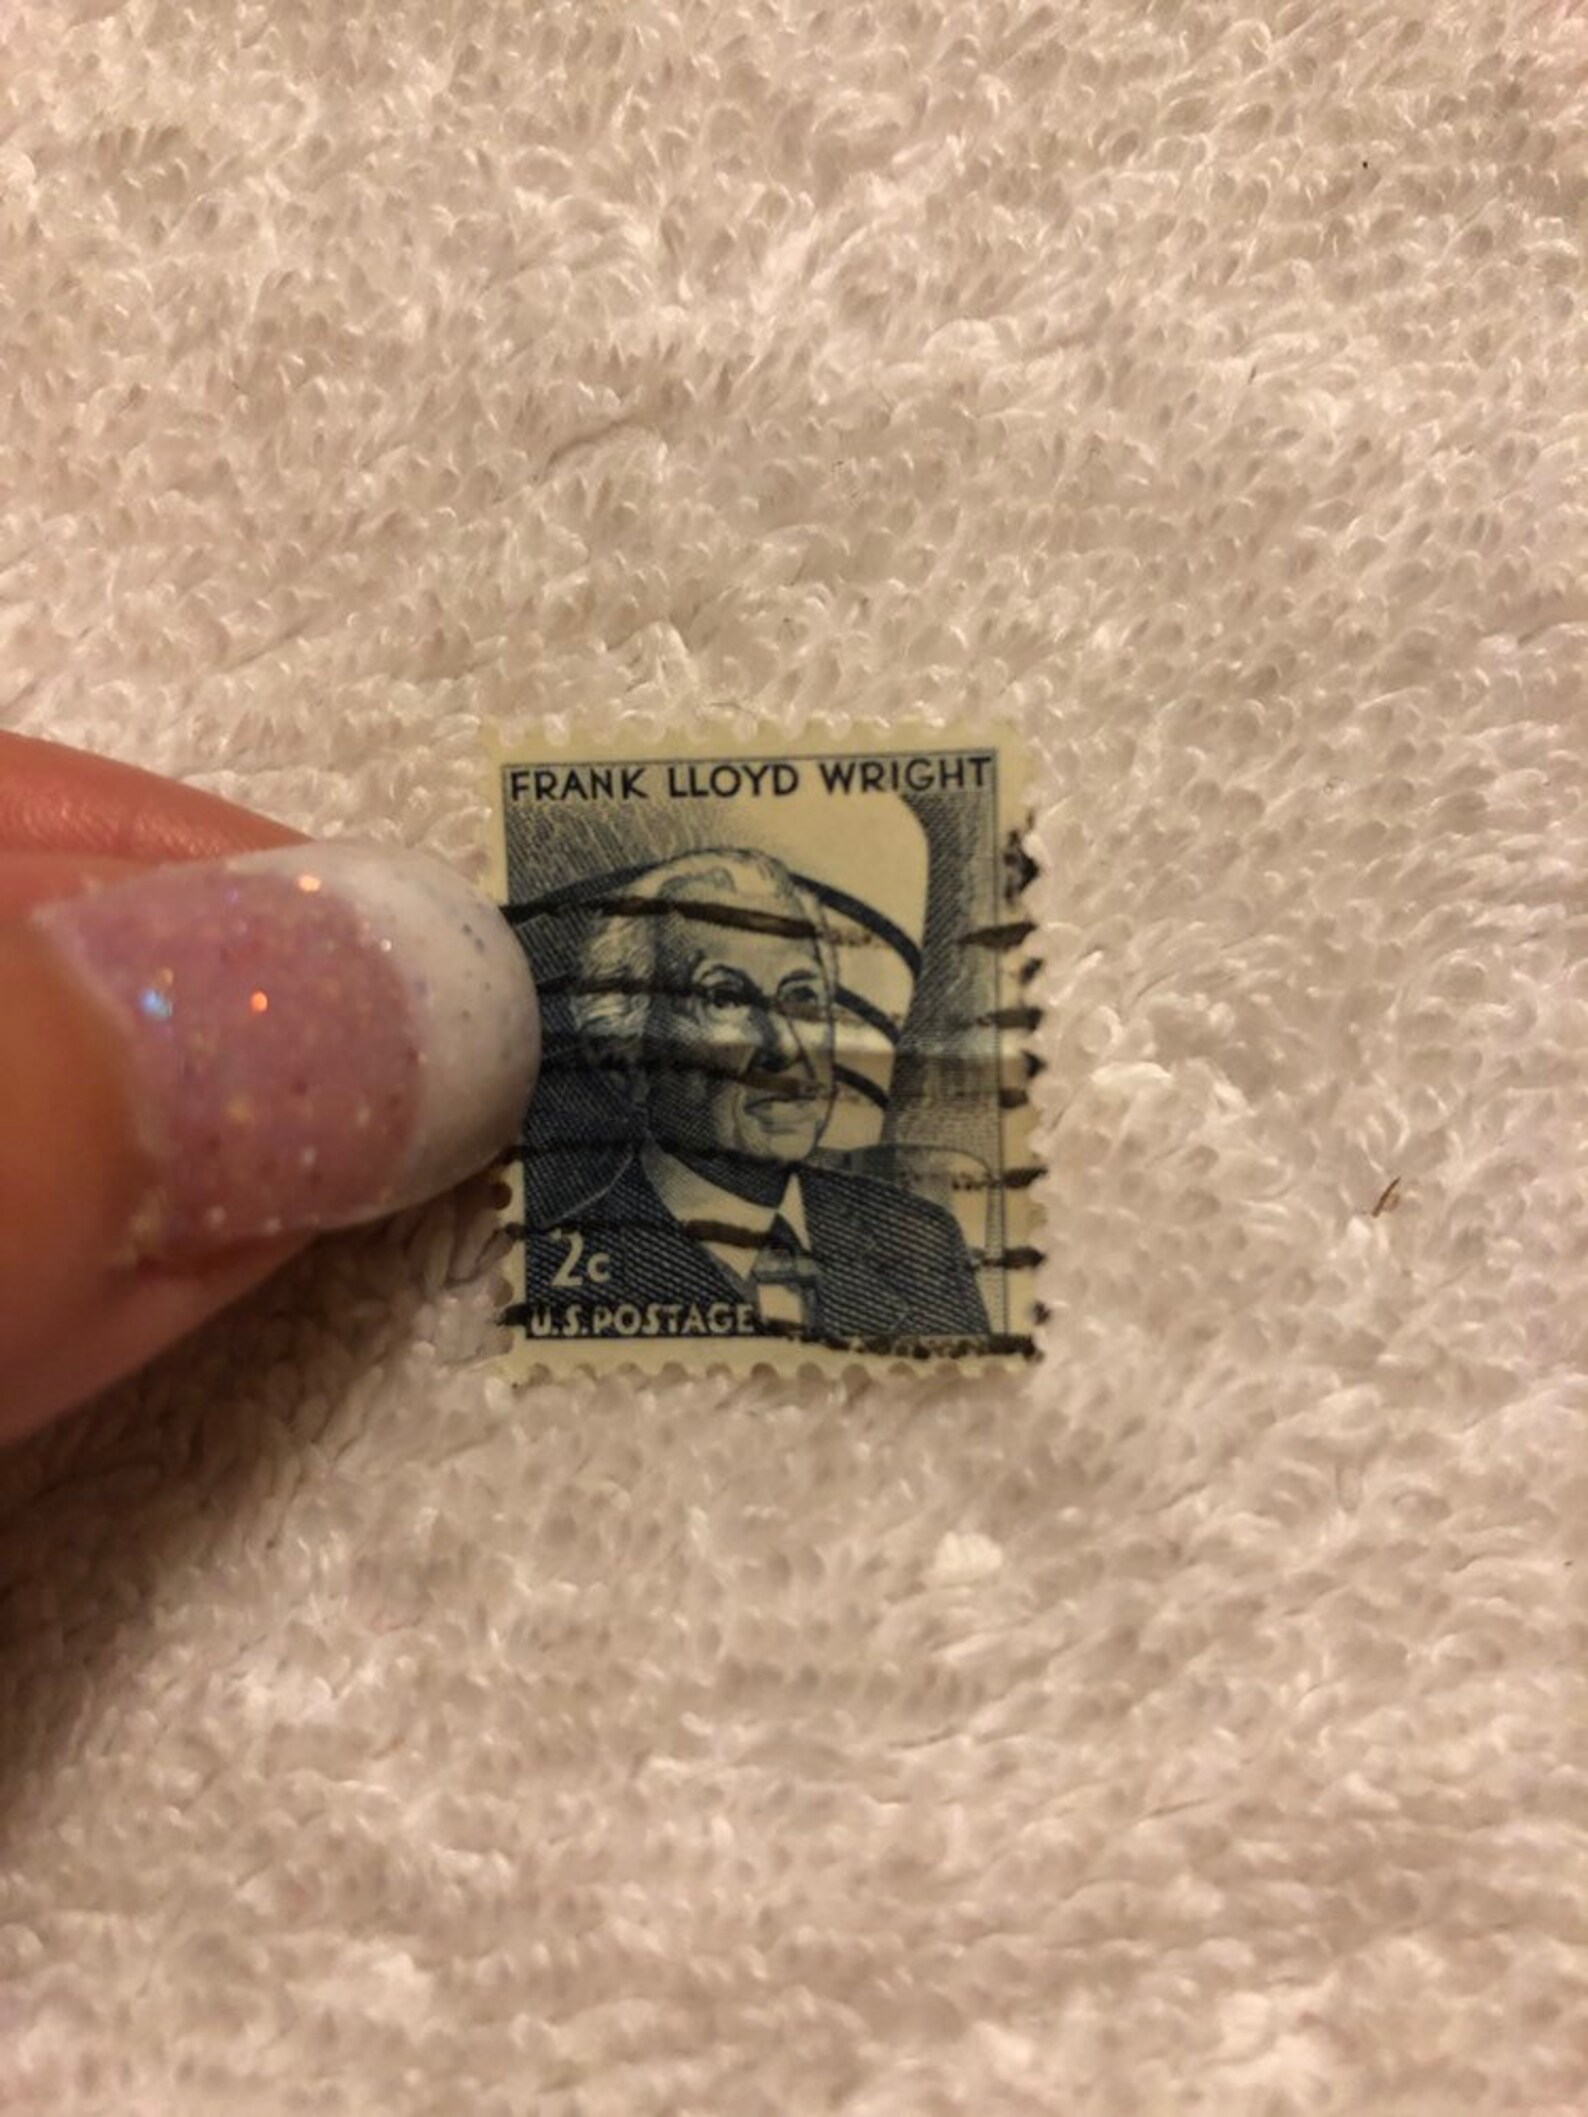 FRANK LLOYD WRIGHT
2c
U.S.POSTAGE